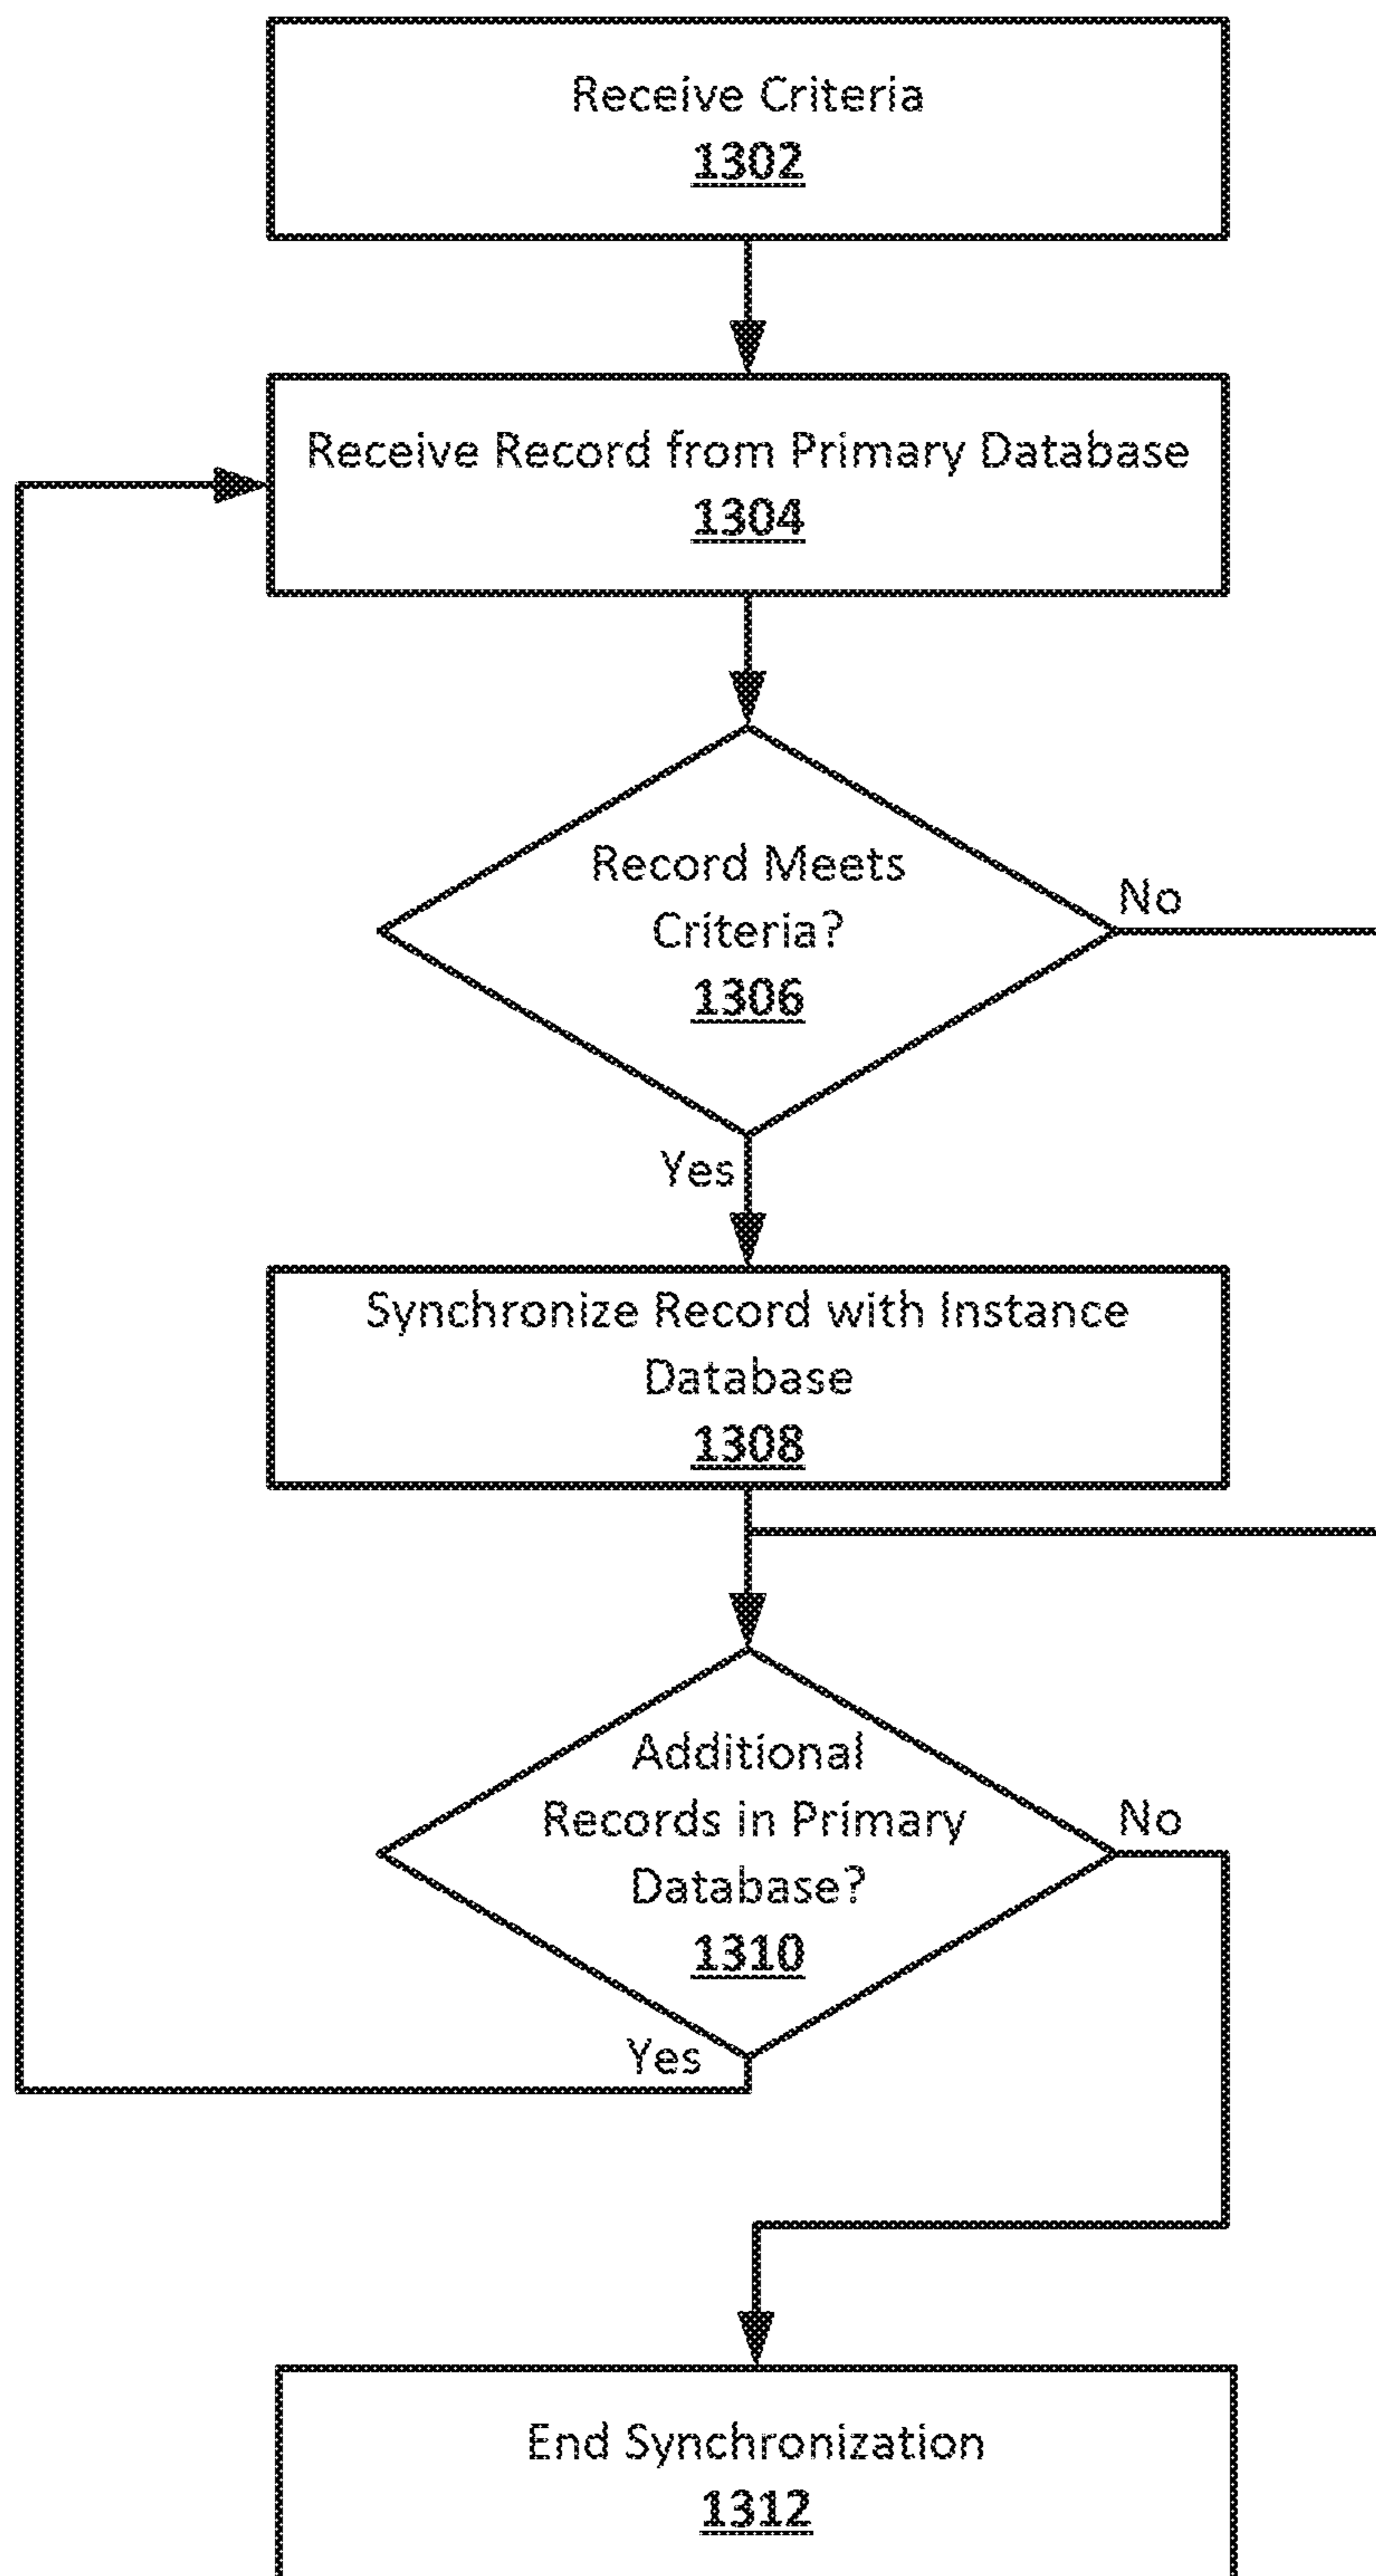 Receive Criteria
1302
Receive Record from Primary Database
1304
Record Meets
Criteria?
1306
No
Yes
Synchronize Record with Instance
Database
1308
Additional
Records in Primary
Database?
1310
No
Yes
End Synchronization
1312